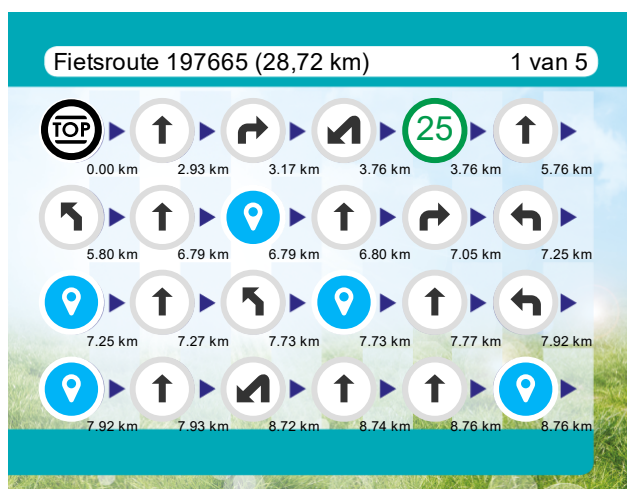 Fietsroute 197665 (28,72 km) 1 van 5
TOP 25
0.00 km 2.93 km 3.17 km 3.76 km 3.76 km 5.76 km
5.80 km 6.79 km 6.79 km 6.80 km 7.05 km 7.25 km
7.25 km 7.27 km 7.73 km 7.73 km 7.77 km 7.92 km
7.92 km 7.93 km 8.72 km 8.74 km 8.76 km 8.76 km